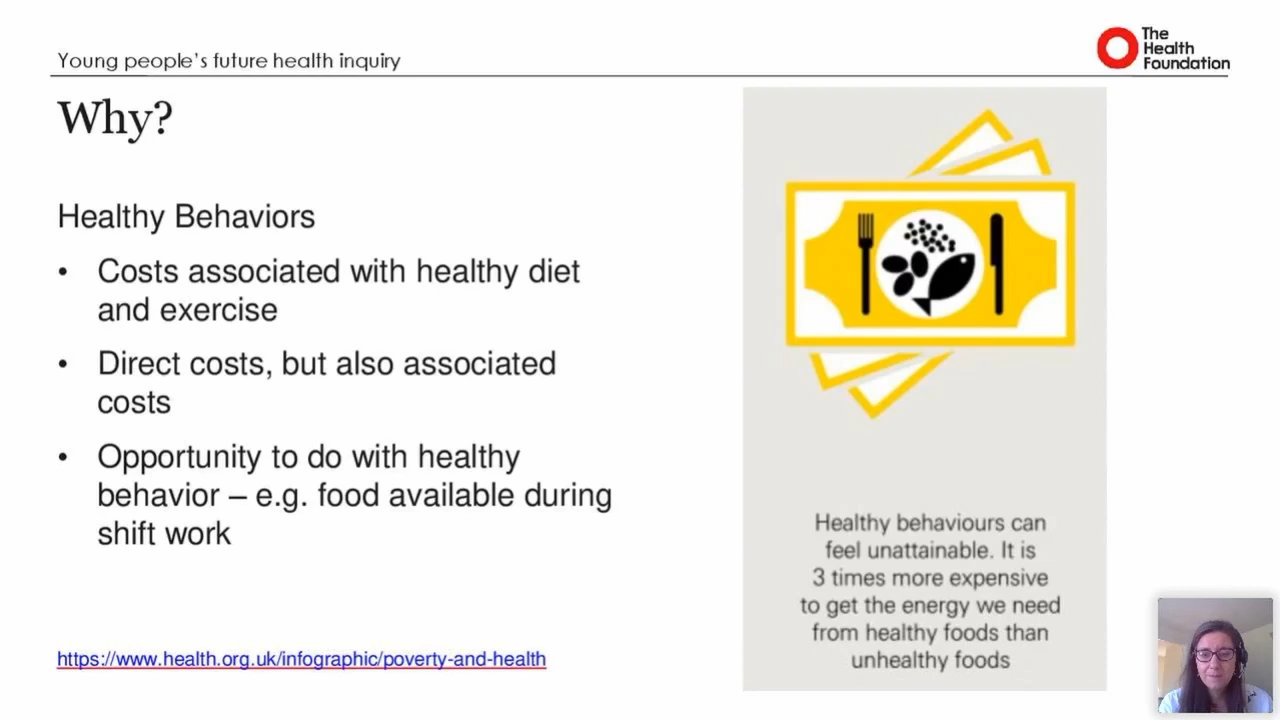 Young people's future health inquiry
The
Health
Foundation
Why?
Healthy Behaviors
• Costs associated with healthy diet
and exercise
• Direct costs, but also associated
costs
• Opportunity to do with healthy
behavior – e.g. food available during
shift work
https://www.health.org.uk/infographic/poverty-and-health
Healthy behaviours can
feel unattainable. It is
3 times more expensive
to get the energy we need
from healthy foods than
unhealthy foods